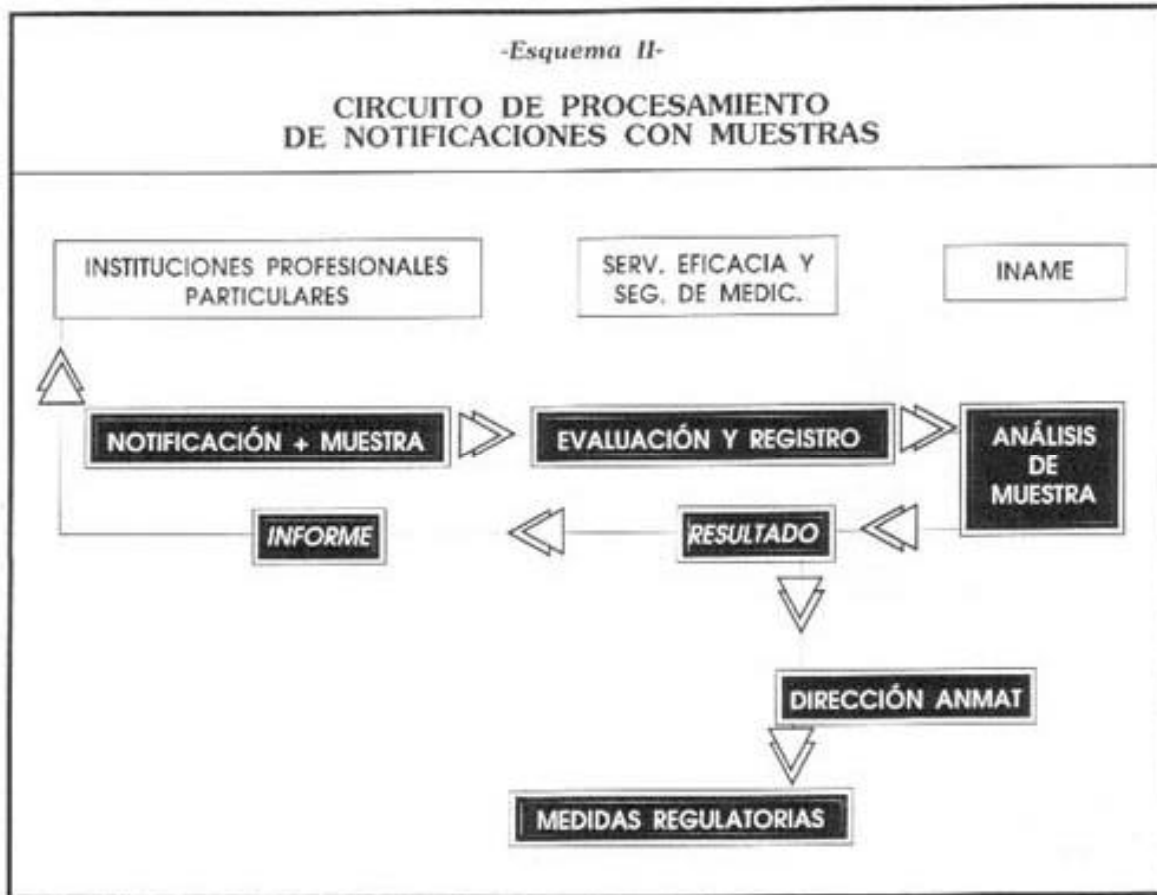 -Esquema II-
CIRCUITO DE PROCESAMIENTO
DE NOTIFICACIONES CON MUESTRAS
INSTITUCIONES PROFESIONALES
PARTICULARES
SERV. EFICACIA Y
SEG. DE MEDIC.
INAME
NOTIFICACIÓN + MUESTRA
EVALUACIÓN Y REGISTRO
ANÁLISIS
DE
MUESTRA
INFORME
RESULTADO
DIRECCIÓN ANMAT
MEDIDAS REGULATORIAS